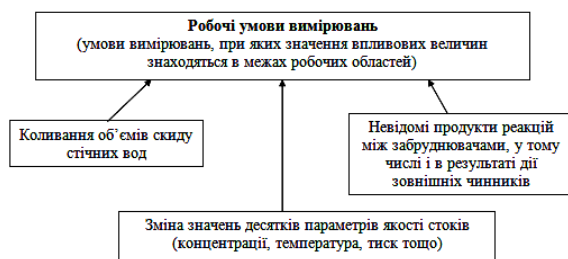 Робочі умови вимірювань
(умови вимірювань, при яких значення впливових величин
знаходяться в межах робочих областей)
Коливання об’ємів скиду
стічних вод
Невідомі продукти реакцій
між забруднювачами, у тому
числі і в результаті дії
зовнішніх чинників
Зміна значень десятків параметрів якості стоків
(концентрації, температура, тиск тощо)